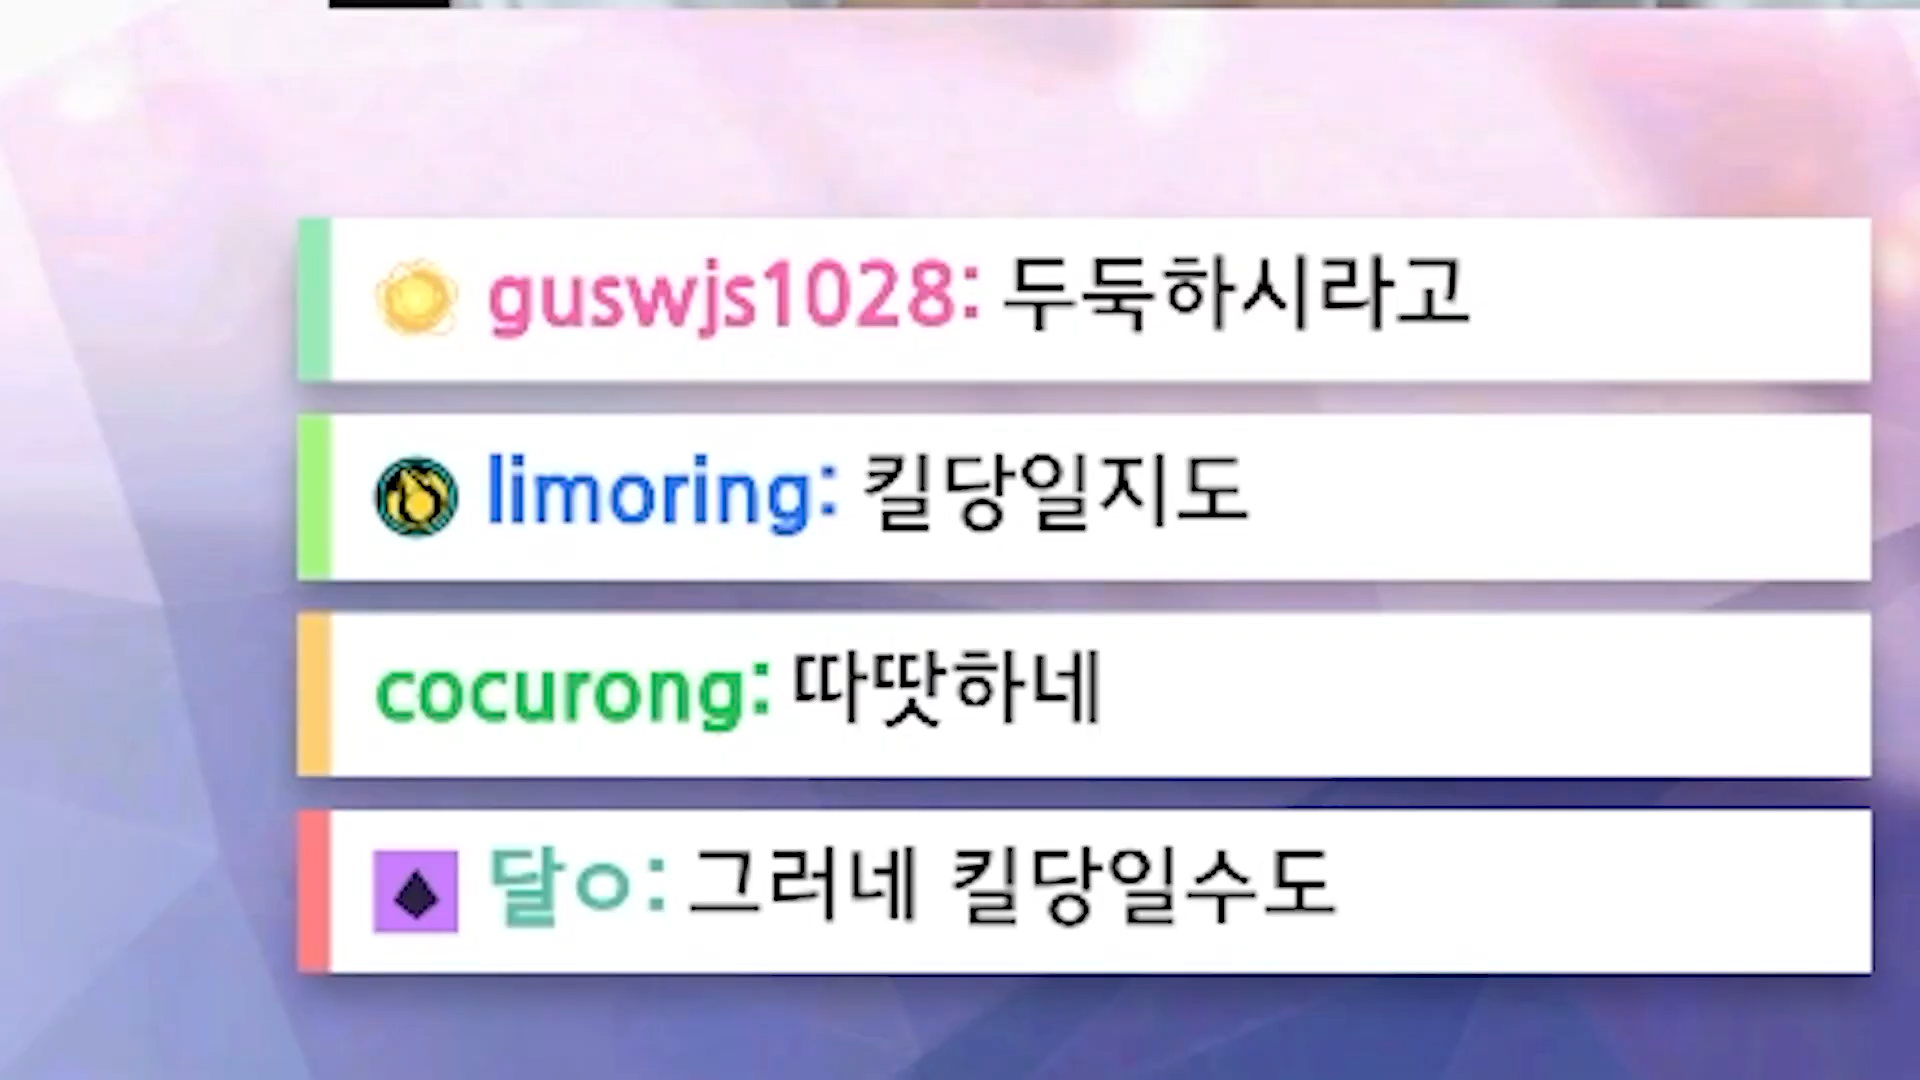 guswjs1028: 두둑하시라고
limoring: 킬당일지도
cocurong: 따땃하네
달ㅇ: 그러네 킬당일수도